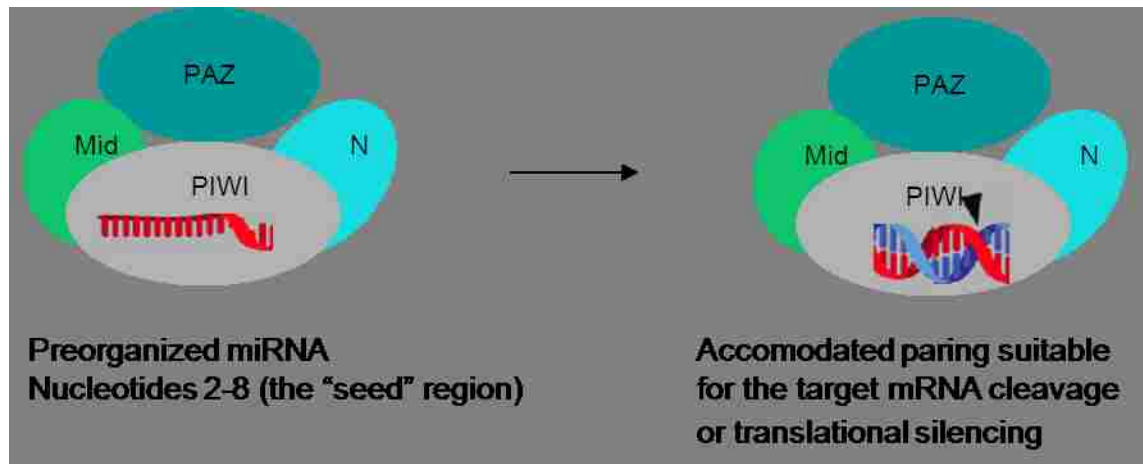 PAZ
Mid
N
PIWI
Preorganized miRNA
Nucleotides 2-8 (the “seed” region)
PAZ
Mid
N
PIWI
Accomodated paring suitable
for the target mRNA cleavage
or translational silencing